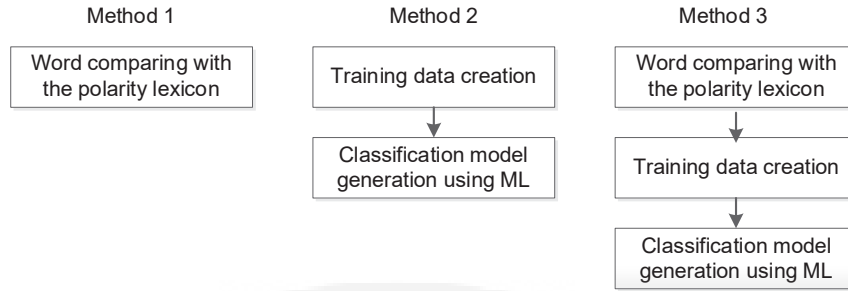 Method 1
Word comparing with
the polarity lexicon
Method 2
Training data creation
Classification model
generation using ML
Method 3
Word comparing with
the polarity lexicon
Training data creation
Classification model
generation using ML